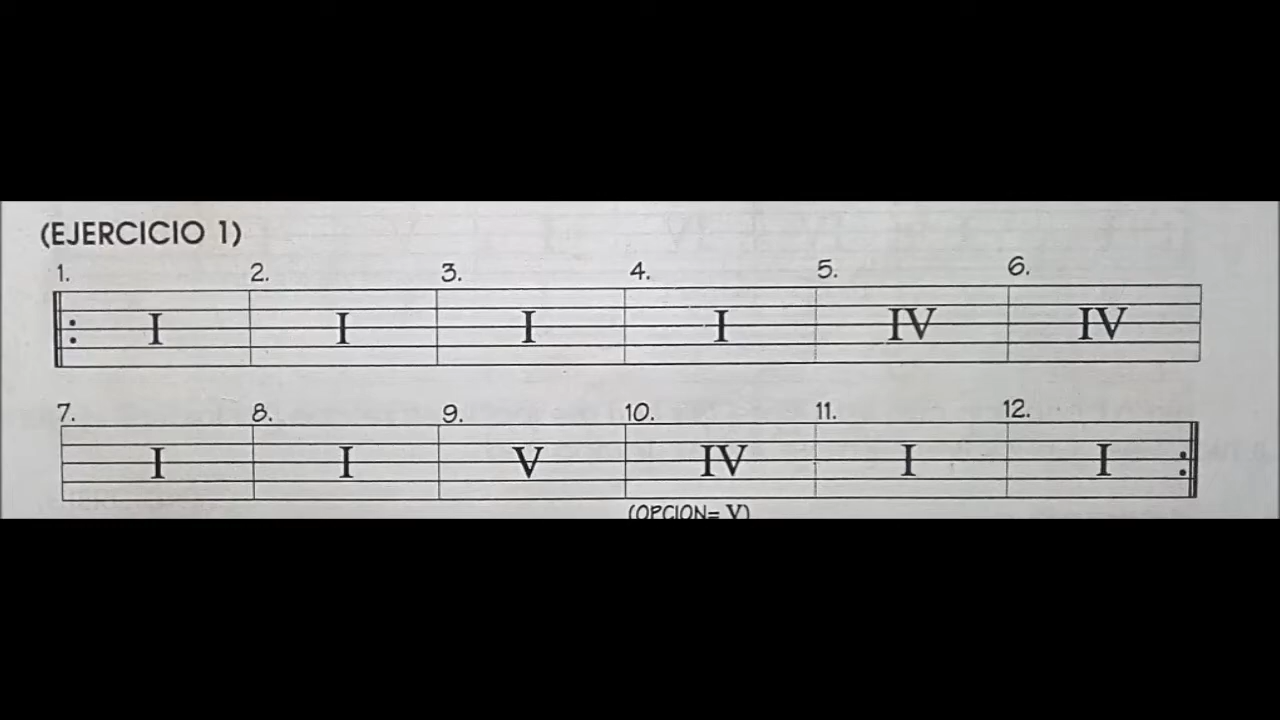 (EJERCICIO 1)
1. 2. 3. 4. 5. 6.
I I I I IV IV
7. 8. 9. 10. 11. 12.
I I V IV I I
(OPCION= V)